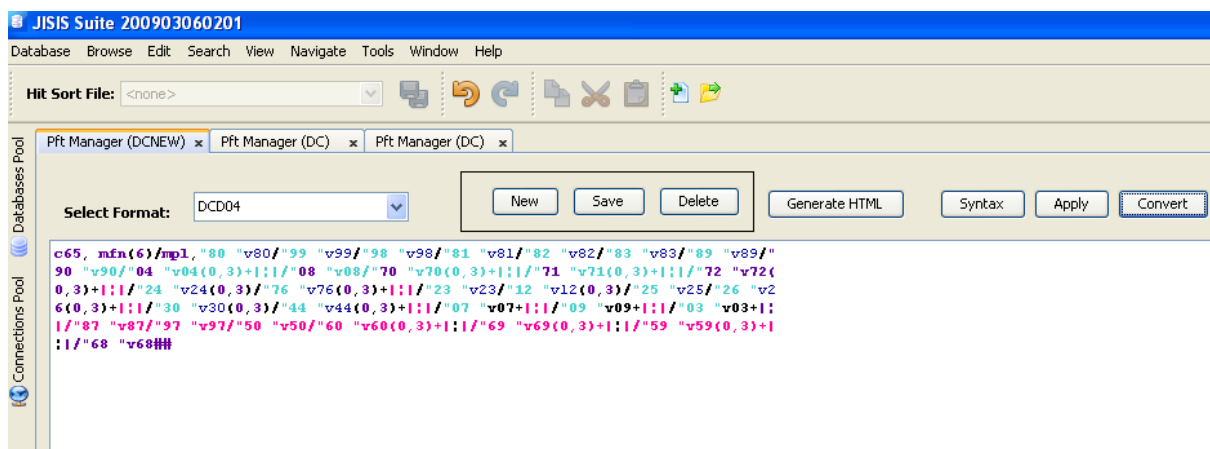 JISIS Suite 200903060201
Database Browse Edit Search View Navigate Tools Window Help
Hit Sort File: <none>
Pft Manager (DCNEW) x Pft Manager (DC) x Pft Manager (DC) x
Databases Pool
Connections Pool
Select Format: DCD04 New Save Delete Generate HTML Syntax Apply Convert
c65, mfn(6)/mpl,"80 "v80/"99 "v99/"98 "v98/"81 "v81/"82 "v82/"83 "v83/"89 "v89/"
90 "v90/"04 "v04(0,3)+|¦|/"08 "v08/"70 "v70(0,3)+|¦|/"71 "v71(0,3)+|¦|/"72 "v72(
0,3)+|¦|/"24 "v24(0,3)/"76 "v76(0,3)+|¦|/"23 "v23/"12 "v12(0,3)/"25 "v25/"26 "v2
6(0,3)+|¦|/"30 "v30(0,3)/"44 "v44(0,3)+|¦|/"07 "v07+|¦|/"09 "v09+|¦|/"03 "v03+|¦
|/"87 "v87/"97 "v97/"50 "v50/"60 "v60(0,3)+|¦|/"69 "v69(0,3)+|¦|/"59 "v59(0,3)+|
¦|/"68 "v68##